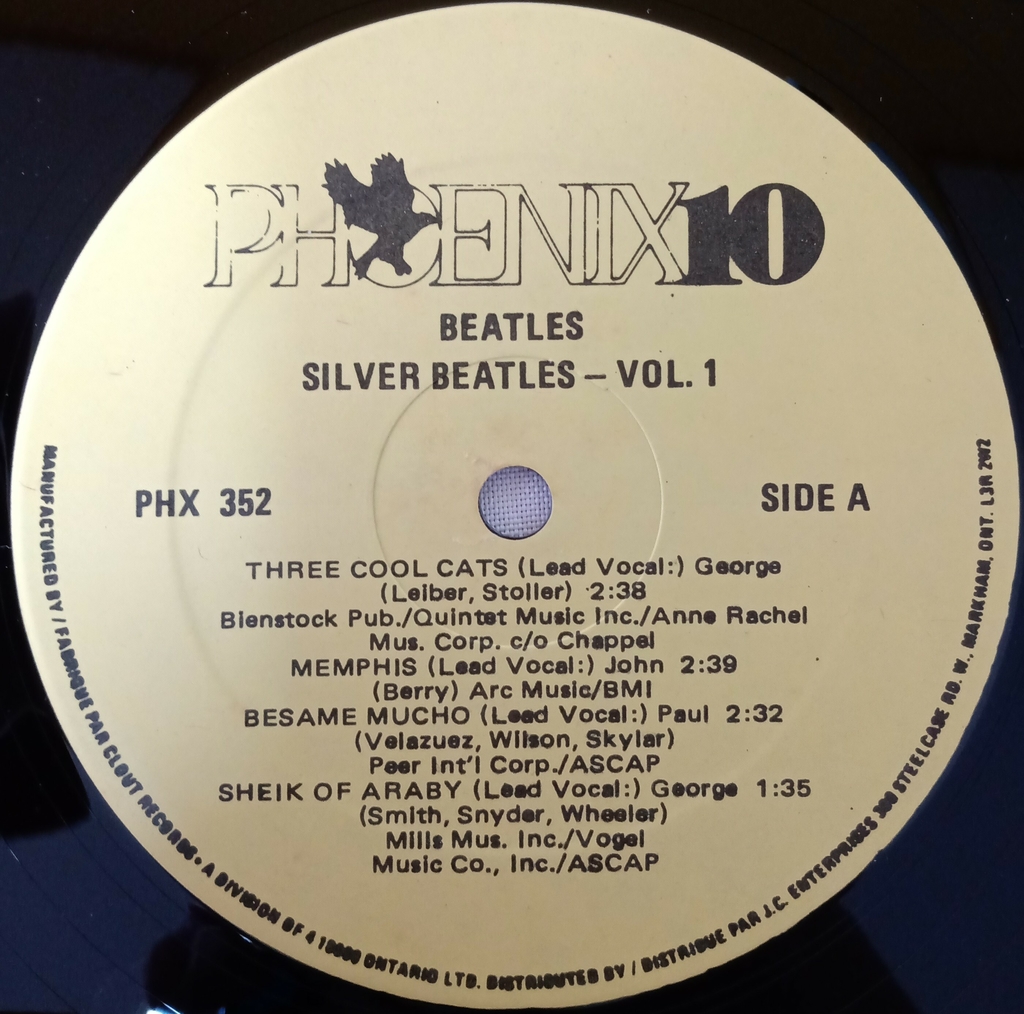 PHOENIX10
BEATLES
SILVER BEATLES – VOL. 1
PHX 352
SIDE A
THREE COOL CATS (Lead Vocal:) George
(Leiber, Stoller) 2:38
Bienstock Pub./Quintet Music Inc./Anne Rachel
Mus. Corp. c/o Chappel
MEMPHIS (Lead Vocal:) John 2:39
(Berry) Arc Music/BMI
BESAME MUCHO (Lead Vocal:) Paul 2:32
(Velazuez, Wilson, Skylar)
Peer Int'l Corp./ASCAP
SHEIK OF ARABY (Lead Vocal:) George 1:35
(Smith, Snyder, Wheeler)
Mills Mus. Inc./Vogel
Music Co., Inc./ASCAP
MANUFACTURED BY / FABRIQUE PAR CLOUT RECORDS • A DIVISION OF ONTARIO LTD. DISTRIBUTED BY / DISTRIBUE PAR J.C. ENTERPRISES 300 STEELCASE RD. W., MARKHAM, ONT. L3R 2W2